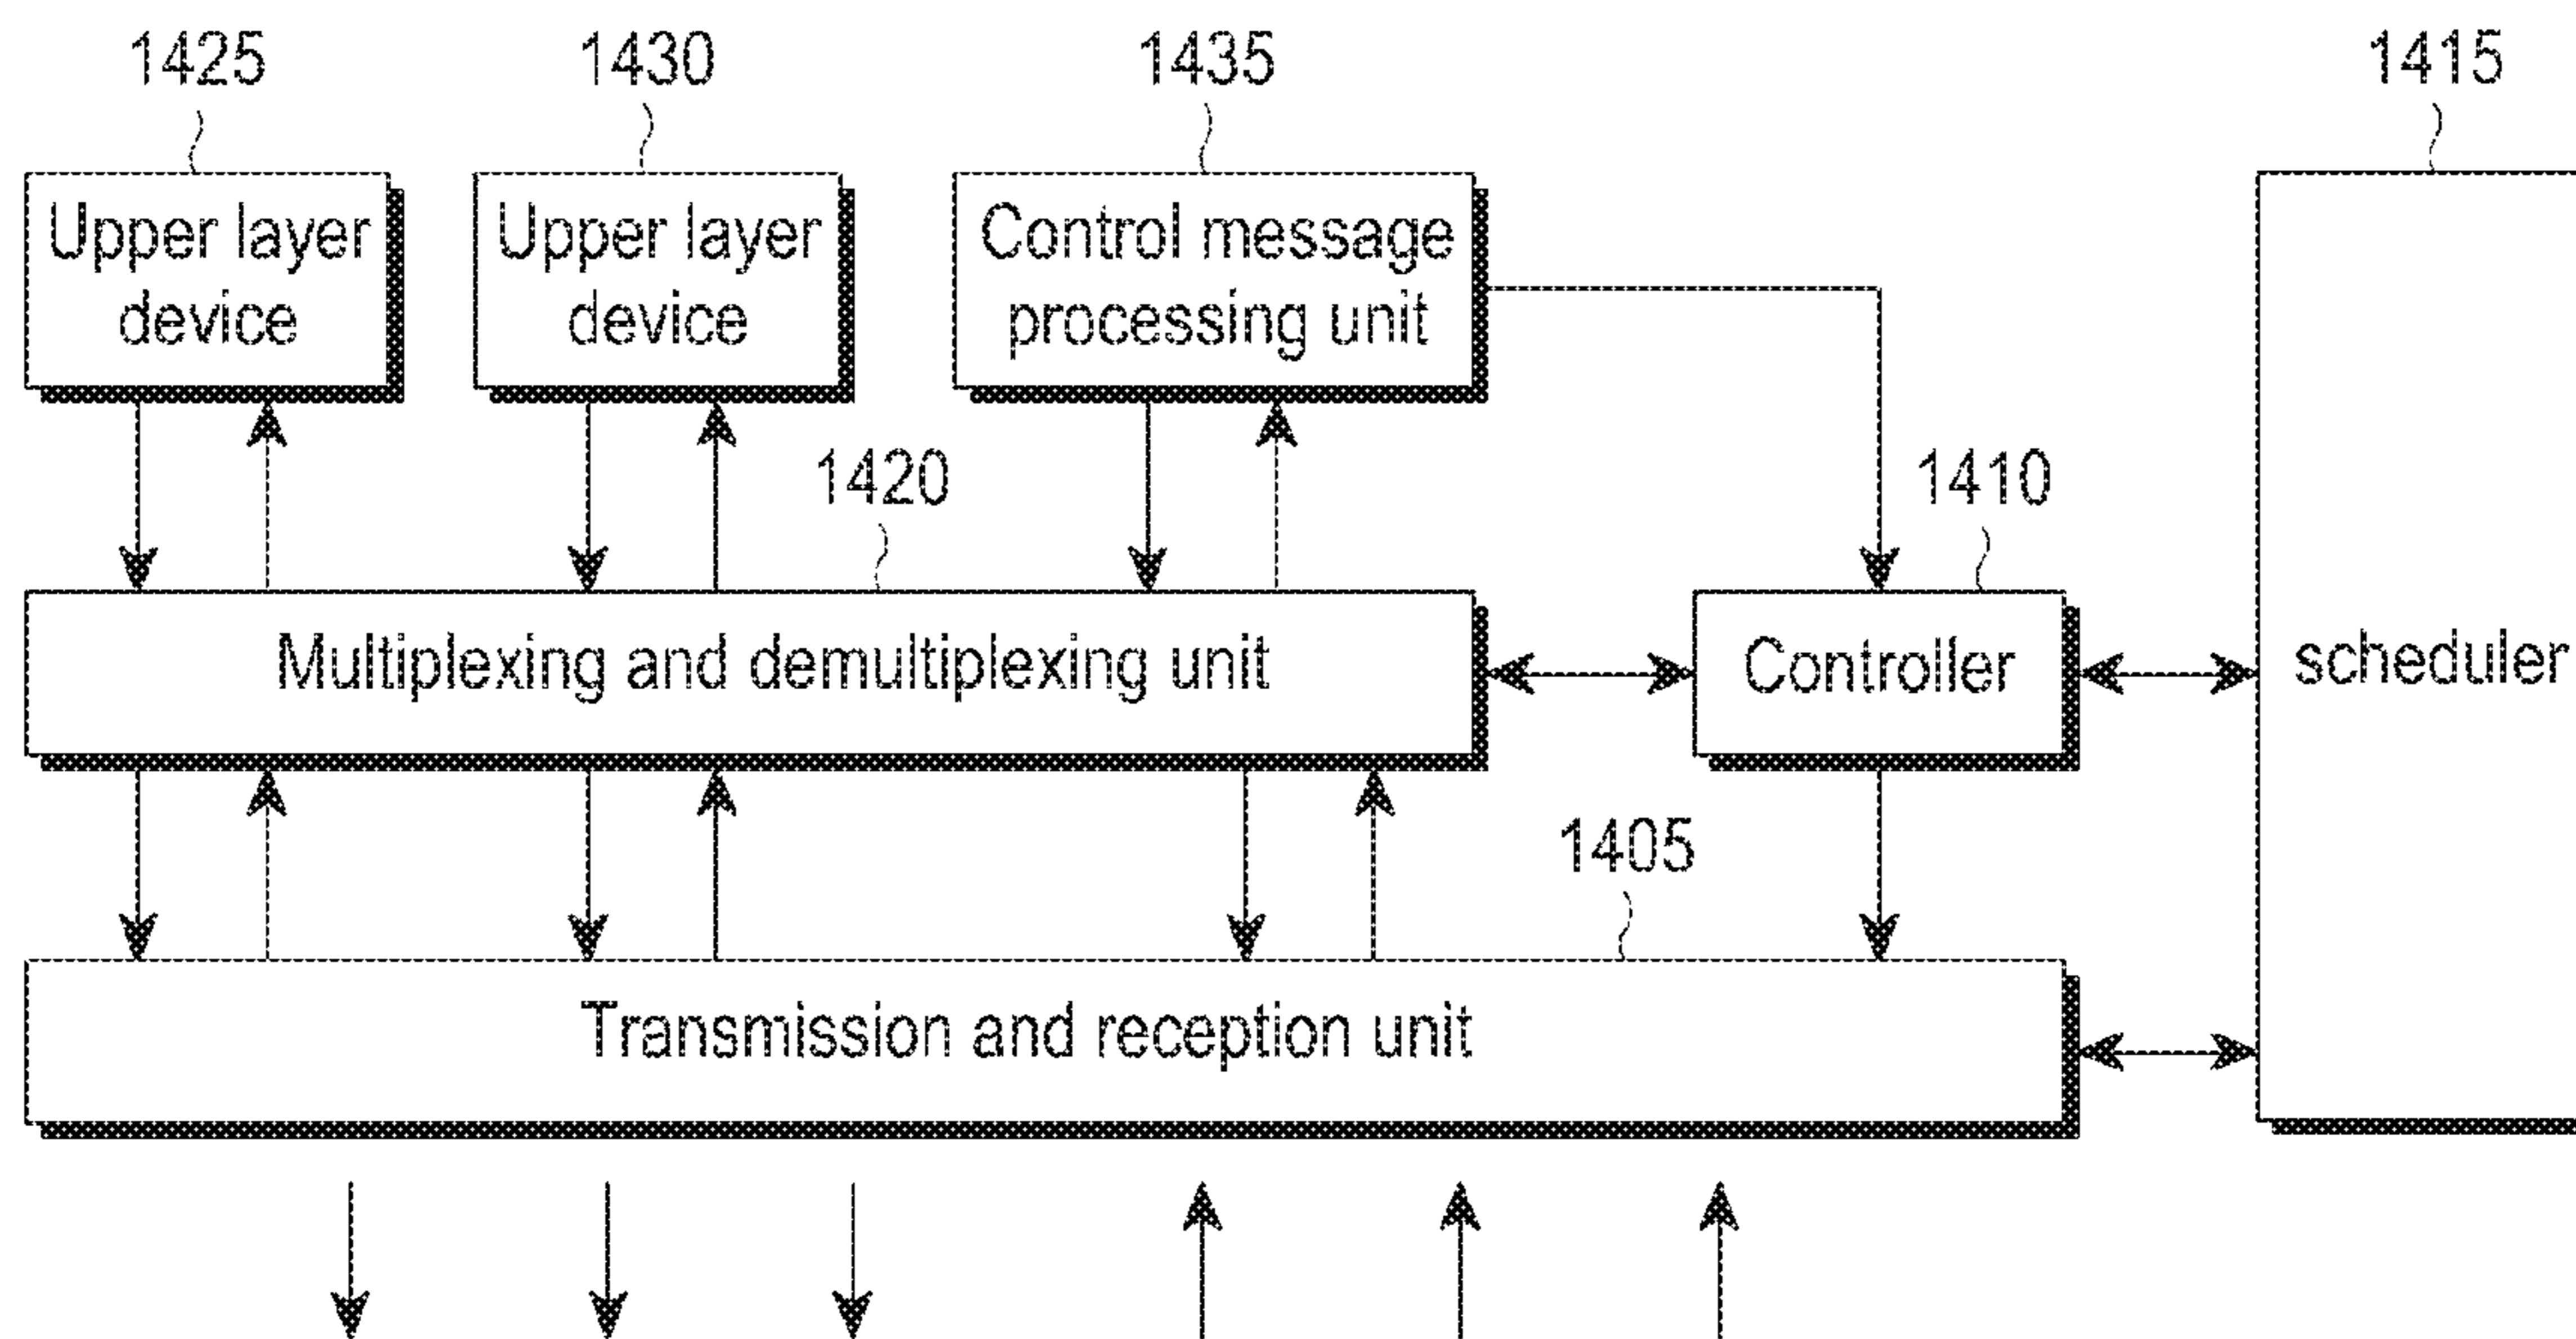 1425
1430
1435
1415
Upper layer
device
Upper layer
device
Control message
processing unit
1420
1410
Multiplexing and demultiplexing unit
Controller
scheduler
1405
Transmission and reception unit